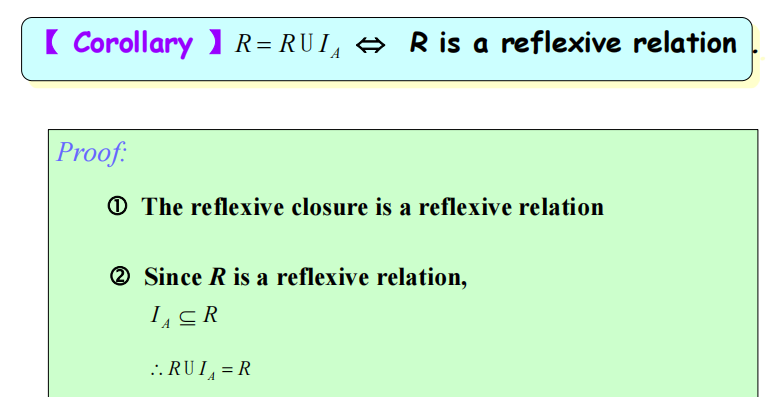 【 Corollary 】 R = R ∪ I_A ⇔ R is a reflexive relation .
Proof:
① The reflexive closure is a reflexive relation
② Since R is a reflexive relation,
I_A ⊆ R
∴ R ∪ I_A = R